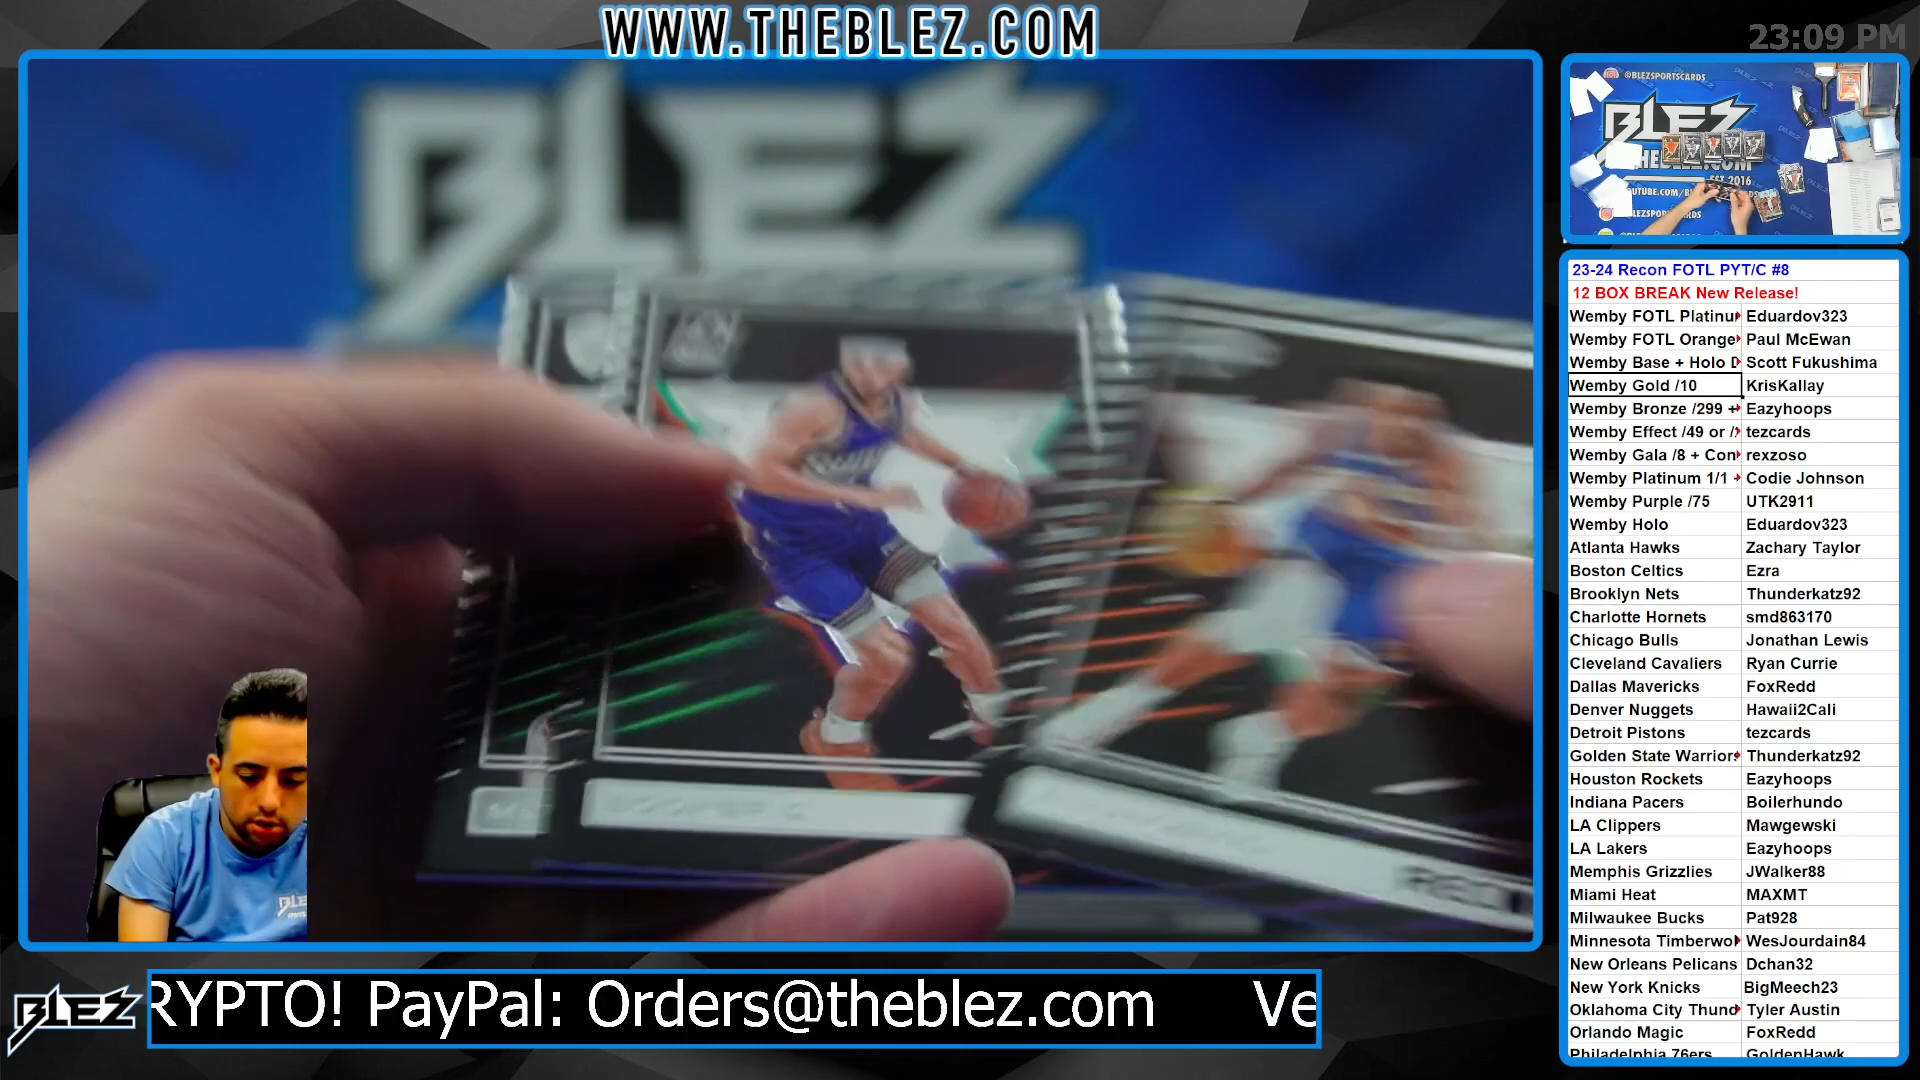 WWW.THEBLEZ.COM
23:09 PM
BLEZ
@BLEZSPORTSCARDS
BLEZ
EST 2016
BLEZ
23-24 Recon FOTL PYT/C #8
12 BOX BREAK New Release!
Wemby FOTL Platinu Eduardov323
Wemby FOTL Orange Paul McEwan
Wemby Base + Holo D Scott Fukushima
Wemby Gold /10 KrisKallay
Wemby Bronze /299 + Eazyhoops
Wemby Effect /49 or / tezcards
Wemby Gala /8 + Con rexzoso
Wemby Platinum 1/1 + Codie Johnson
Wemby Purple /75 UTK2911
Wemby Holo Eduardov323
Atlanta Hawks Zachary Taylor
Boston Celtics Ezra
Brooklyn Nets Thunderkatz92
Charlotte Hornets smd863170
Chicago Bulls Jonathan Lewis
Cleveland Cavaliers Ryan Currie
Dallas Mavericks FoxRedd
Denver Nuggets Hawaii2Cali
Detroit Pistons tezcards
Golden State Warriors Thunderkatz92
Houston Rockets Eazyhoops
Indiana Pacers Boilerhundo
LA Clippers Mawgewski
LA Lakers Eazyhoops
Memphis Grizzlies JWalker88
Miami Heat MAXMT
Milwaukee Bucks Pat928
Minnesota Timberwol WesJourdain84
New Orleans Pelicans Dchan32
New York Knicks BigMeech23
Oklahoma City Thund Tyler Austin
Orlando Magic FoxRedd
Philadelphia 76ers GoldenHawk
BLEZ
RYPTO! PayPal: Orders@theblez.com Ve